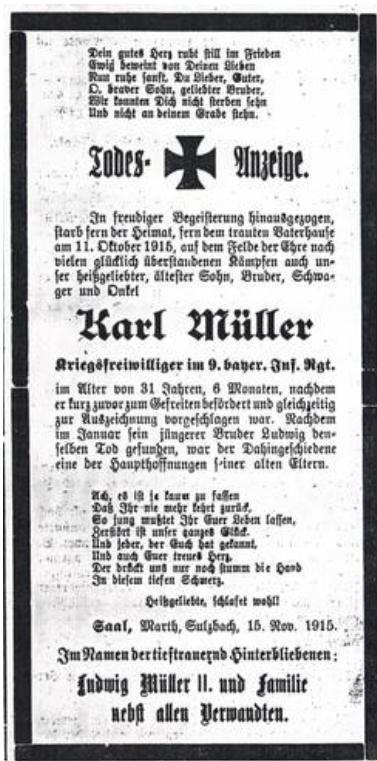 Dein gutes Herz ruht still im Frieden
Ewig beweint von Deinen Lieben
Nun ruhe sanft, Du Lieber, Guter,
O, braver Sohn, geliebter Bruder,
Wir konnten Dich nicht sterben sehn
Und nicht an deinem Grabe stehn.
Todes- Anzeige.
In freudiger Begeisterung hinausgezogen,
starb fern der Heimat, fern dem trauten Vaterhause
am 11. Oktober 1915, auf dem Felde der Ehre nach
vielen glücklich überstandenen Kämpfen auch un-
ser heißgeliebter, ältester Sohn, Bruder, Schwa-
ger und Onkel
Karl Müller
Kriegsfreiwilliger im 9. bayer. Inf. Rgt.
im Alter von 31 Jahren, 6 Monaten, nachdem
er kurz zuvor zum Gefreiten befördert und gleichzeitig
zur Auszeichnung vorgeschlagen war. Nachdem
im Januar sein jüngerer Bruder Ludwig den-
selben Tod gefunden, war der Dahingeschiedene
eine der Haupthoffnungen seiner alten Eltern.
Ach, es ist je kaum zu fassen
Daß Ihr nie mehr kehrt zurück,
So jung mußtet Ihr Euer Leben lassen,
Zerstört ist unser ganzes Glück.
Und jeder, der Euch hat gekannt,
Und auch Euer treues Herz,
Der drückt uns nur noch stumm die Hand
In diesem tiefen Schmerz.
Heißgeliebte, schlafet wohl!
Saal, Marth, Sulzbach, 15. Nov. 1915.
Im Namen der tieftrauernd Hinterbliebenen:
Ludwig Müller II. und Familie
nebst allen Verwandten.